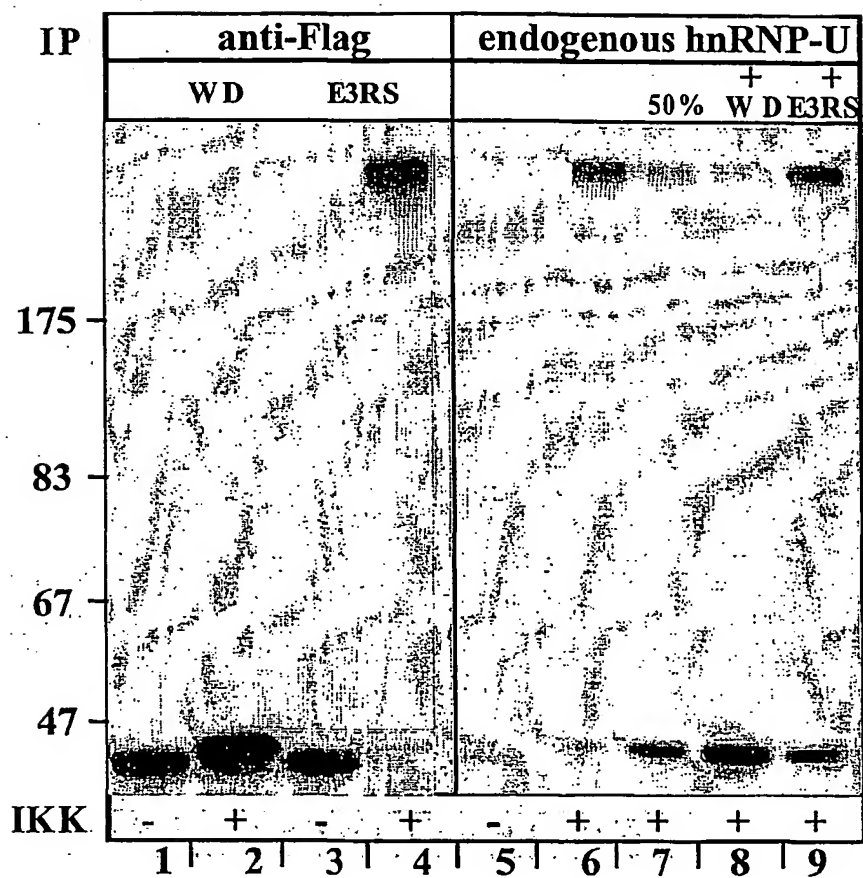 IP anti-Flag endogenous hnRNP-U
+ +
WD E3RS 50% WD E3RS
175
83
67
47
IKK - + - + - + + + +
1 2 3 4 5 6 7 8 9